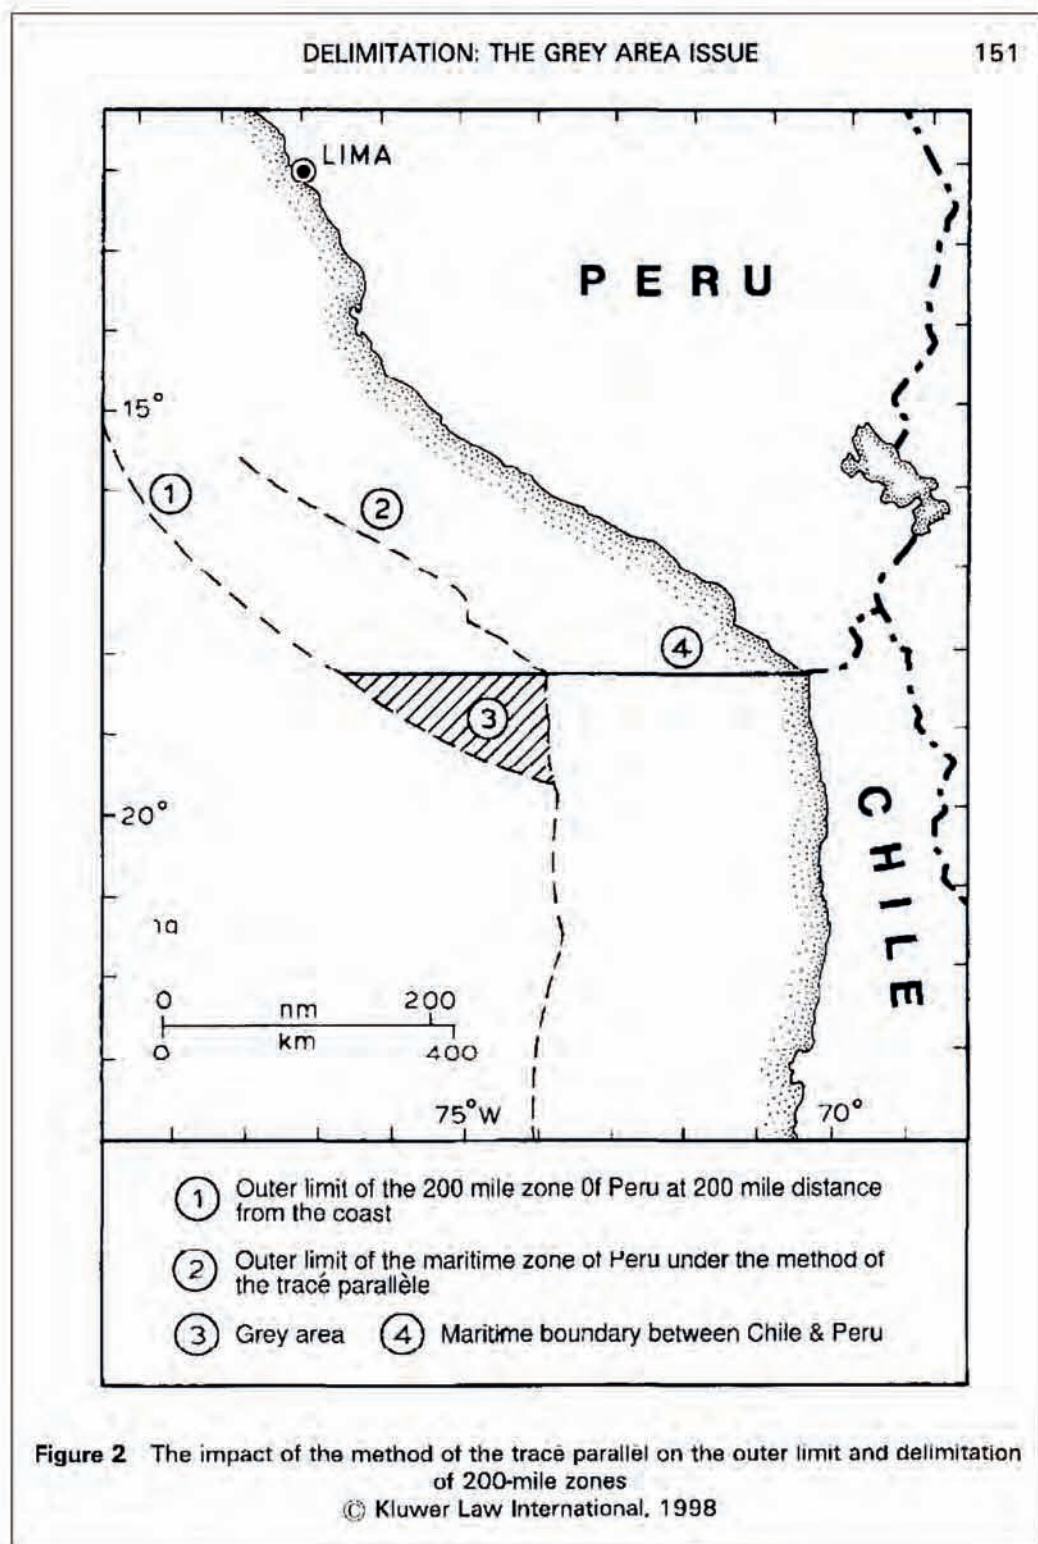 DELIMITATION: THE GREY AREA ISSUE 151
LIMA
PERU
15°
1
2
4
3
20°
CHILE
0 nm 200
0 km 400
75°W 70°
1 Outer limit of the 200 mile zone Of Peru at 200 mile distance
from the coast
2 Outer limit of the maritime zone of Peru under the method of
the tracé parallèle
3 Grey area 4 Maritime boundary between Chile & Peru
Figure 2 The impact of the method of the tracé parallèl on the outer limit and delimitation
of 200-mile zones
© Kluwer Law International, 1998